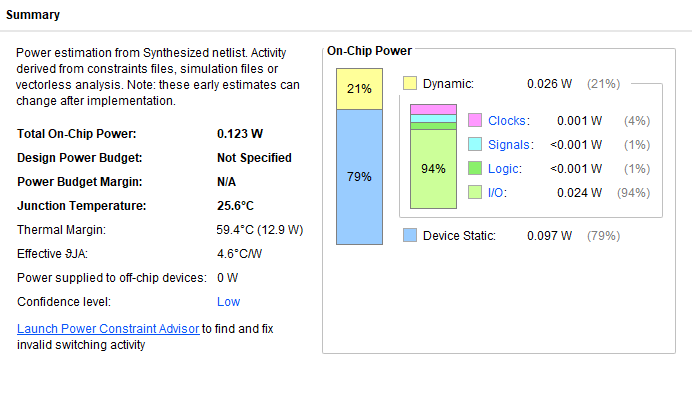 Summary
Power estimation from Synthesized netlist. Activity
derived from constraints files, simulation files or
vectorless analysis. Note: these early estimates can
change after implementation.
Total On-Chip Power: 0.123 W
Design Power Budget: Not Specified
Power Budget Margin: N/A
Junction Temperature: 25.6°C
Thermal Margin: 59.4°C (12.9 W)
Effective ϑJA: 4.6°C/W
Power supplied to off-chip devices: 0 W
Confidence level: Low
Launch Power Constraint Advisor to find and fix
invalid switching activity
On-Chip Power
21%
79%
Dynamic: 0.026 W (21%)
94%
Clocks: 0.001 W (4%)
Signals: <0.001 W (1%)
Logic: <0.001 W (1%)
I/O: 0.024 W (94%)
Device Static: 0.097 W (79%)